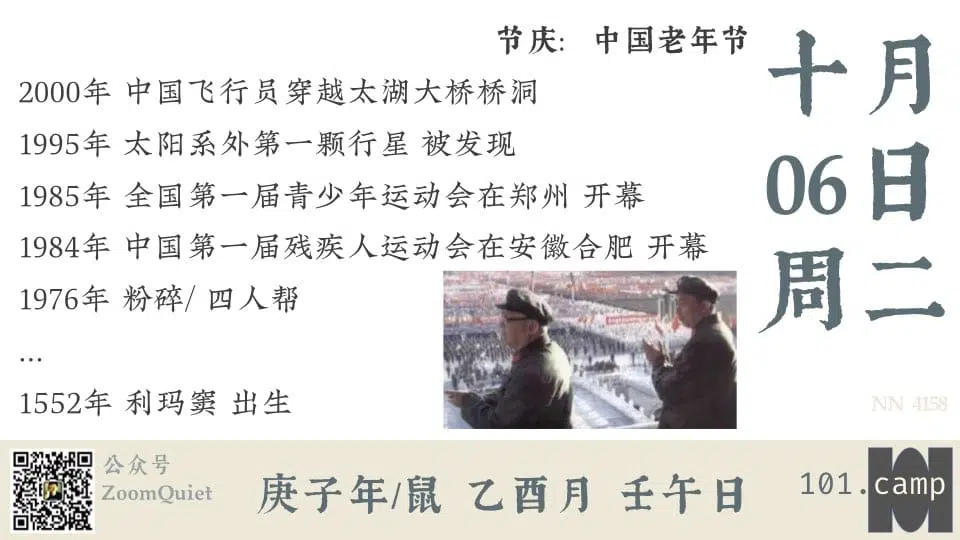 节庆: 中国老年节
2000年 中国飞行员穿越太湖大桥桥洞
1995年 太阳系外第一颗行星 被发现
1985年 全国第一届青少年运动会在郑州 开幕
1984年 中国第一届残疾人运动会在安徽合肥 开幕
1976年 粉碎/ 四人帮
...
1552年 利玛窦 出生
十月
06日
周二
NN 4158
公众号
ZoomQuiet
庚子年/鼠 乙酉月 壬午日
101.camp